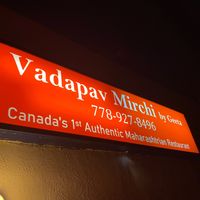 Vadapav Mirchi by Geeta
778-927-8496
Canada's 1st Authentic Maharashtrian Restaurant